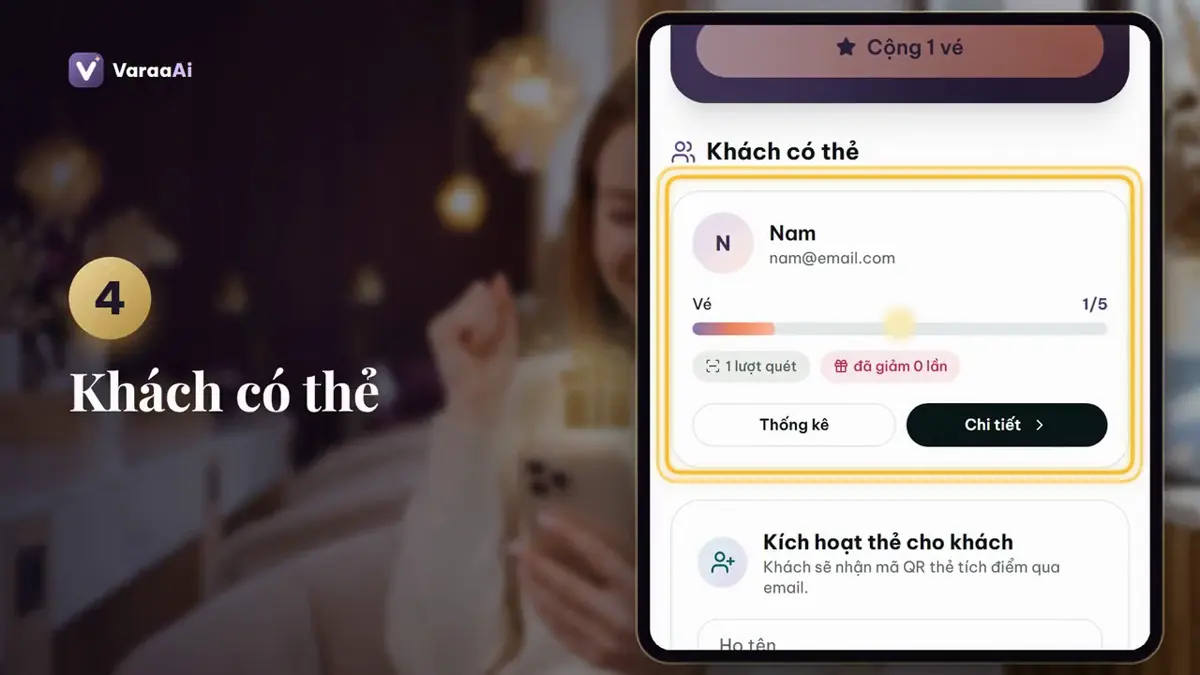 VaraaAi
4
Khách có thẻ
Cộng 1 vé
Khách có thẻ
N
Nam
nam@email.com
Vé
1/5
1 lượt quét
đã giảm 0 lần
Thống kê
Chi tiết
Kích hoạt thẻ cho khách
Khách sẽ nhận mã QR thẻ tích điểm qua
email.
Họ tên